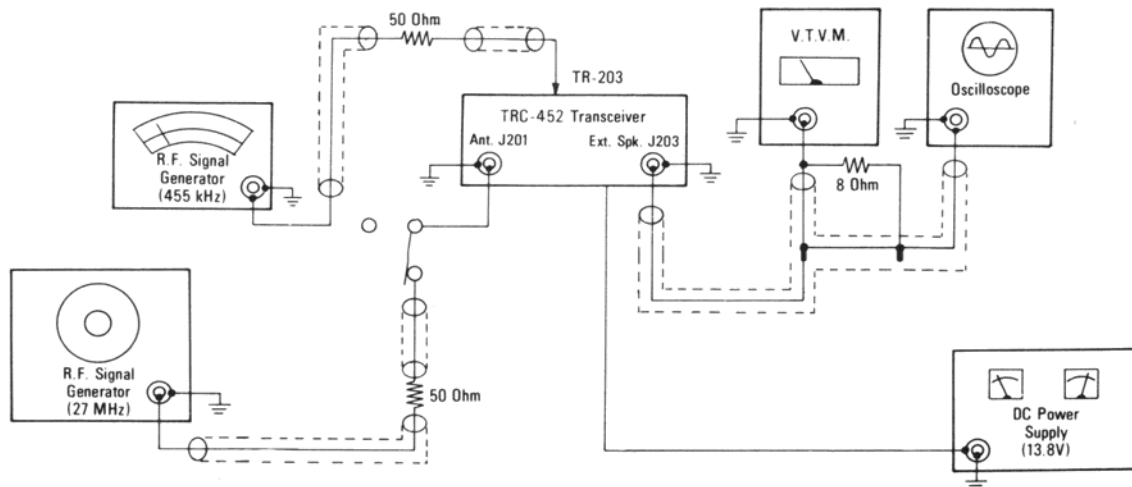 50 Ohm
V.T.V.M.
Oscilloscope
TR-203
TRC-452 Transceiver
Ant. J201
Ext. Spk. J203
R.F. Signal
Generator
(455 kHz)
8 Ohm
R.F. Signal
Generator
(27 MHz)
50 Ohm
DC Power
Supply
(13.8V)